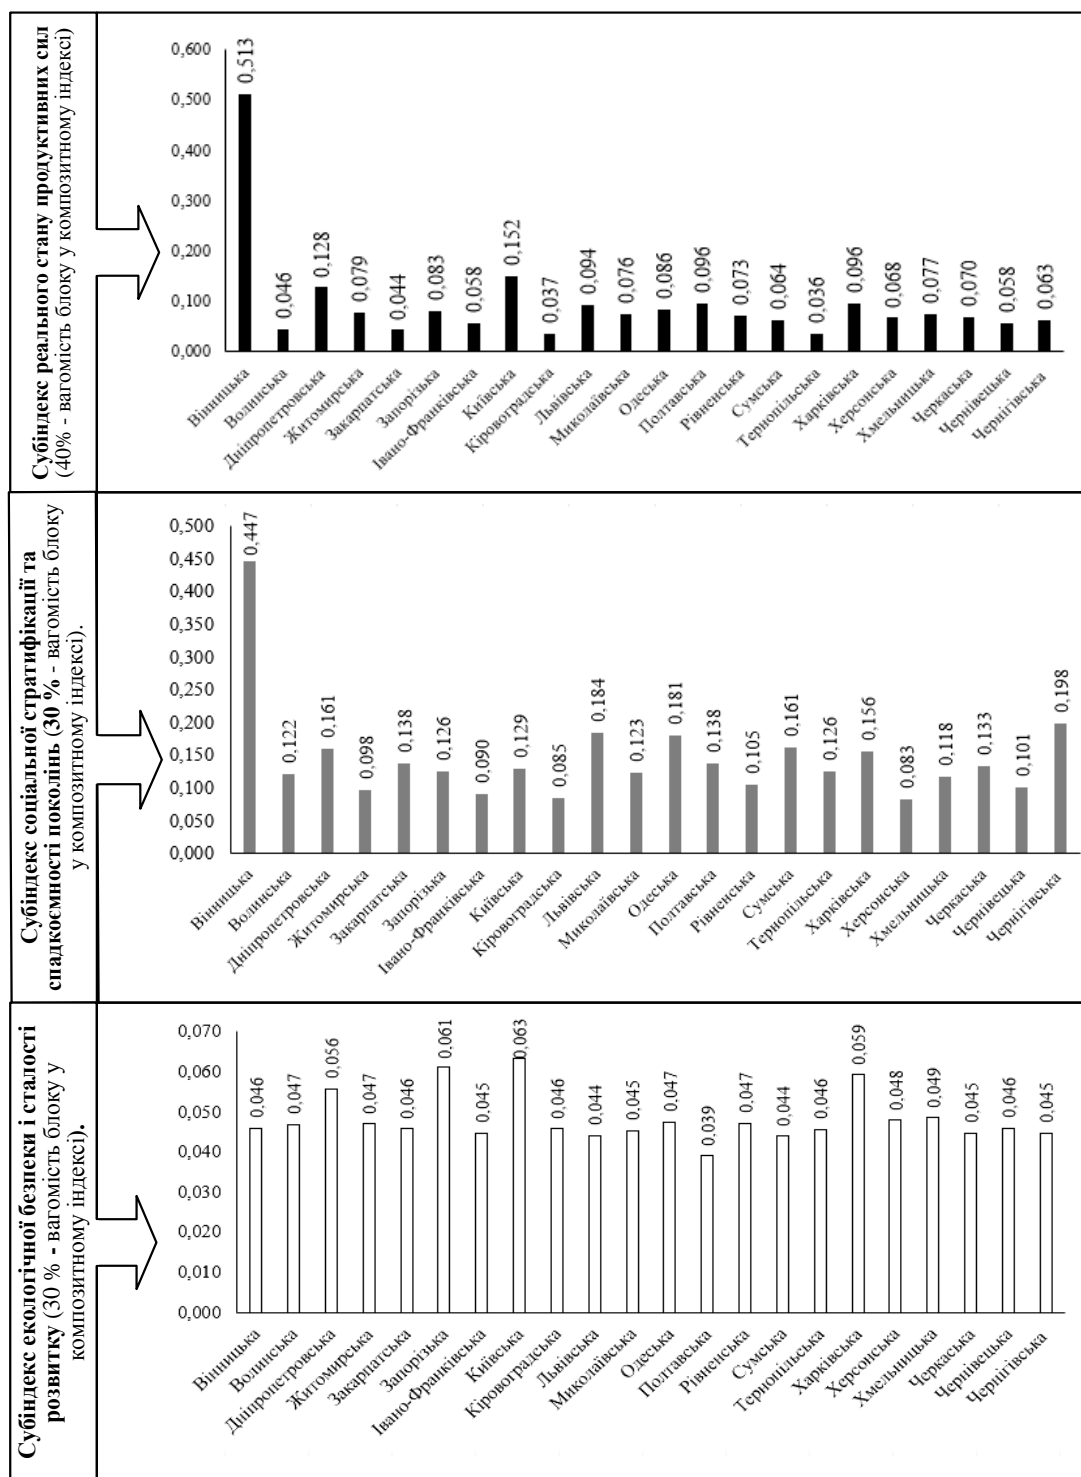 Субіндекс реального стану продуктивних сил
(40% - вагомість блоку у композитному індексі)
0,600
0,500
0,400
0,300
0,200
0,100
0,000
0,513
0,046
0,128
0,079
0,044
0,083
0,058
0,152
0,037
0,094
0,076
0,086
0,096
0,073
0,064
0,036
0,096
0,068
0,077
0,070
0,058
0,063
Вінницька
Волинська
Дніпропетровська
Житомирська
Закарпатська
Запорізька
Івано-Франківська
Київська
Кіровоградська
Львівська
Миколаївська
Одеська
Полтавська
Рівненська
Сумська
Тернопільська
Харківська
Херсонська
Хмельницька
Черкаська
Чернівецька
Чернігівська
Субіндекс соціальної стратифікації та
спадкоємності поколінь (30 % - вагомість блоку
у композитному індексі).
0,500
0,450
0,400
0,350
0,300
0,250
0,200
0,150
0,100
0,050
0,000
0,447
0,122
0,161
0,098
0,138
0,126
0,090
0,129
0,085
0,184
0,123
0,181
0,138
0,105
0,161
0,126
0,156
0,083
0,118
0,133
0,101
0,198
Вінницька
Волинська
Дніпропетровська
Житомирська
Закарпатська
Запорізька
Івано-Франківська
Київська
Кіровоградська
Львівська
Миколаївська
Одеська
Полтавська
Рівненська
Сумська
Тернопільська
Харківська
Херсонська
Хмельницька
Черкаська
Чернівецька
Чернігівська
Субіндекс екологічної безпеки і сталості
розвитку (30 % - вагомість блоку у
композитному індексі).
0,070
0,060
0,050
0,040
0,030
0,020
0,010
0,000
0,046
0,047
0,056
0,047
0,046
0,061
0,045
0,063
0,046
0,044
0,045
0,047
0,039
0,047
0,044
0,046
0,059
0,048
0,049
0,045
0,046
0,045
Вінницька
Волинська
Дніпропетровська
Житомирська
Закарпатська
Запорізька
Івано-Франківська
Київська
Кіровоградська
Львівська
Миколаївська
Одеська
Полтавська
Рівненська
Сумська
Тернопільська
Харківська
Херсонська
Хмельницька
Черкаська
Чернівецька
Чернігівська